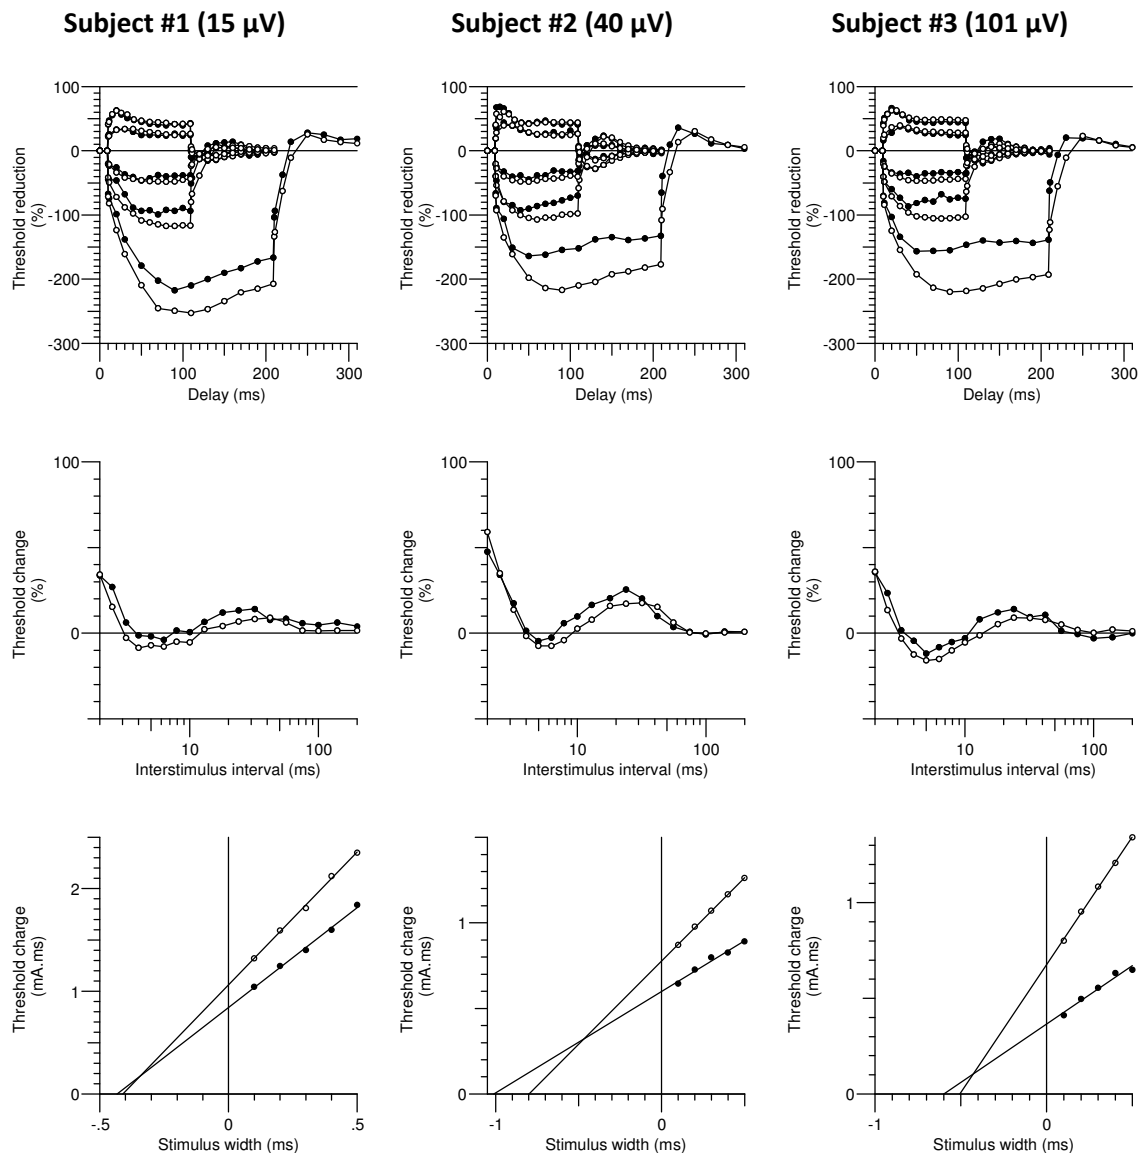 Subject #1 (15 µV)
Subject #2 (40 µV)
Subject #3 (101 µV)
100
0
-100
-200
-300
Threshold reduction
(%)
0
100
200
300
Delay (ms)
100
0
-100
-200
-300
Threshold reduction
(%)
0
100
200
300
Delay (ms)
100
0
-100
-200
-300
Threshold reduction
(%)
0
100
200
300
Delay (ms)
100
0
Threshold change
(%)
10
100
Interstimulus interval (ms)
100
0
Threshold change
(%)
10
100
Interstimulus interval (ms)
100
0
Threshold change
(%)
10
100
Interstimulus interval (ms)
2
1
0
Threshold charge
(mA.ms)
-.5
0
.5
Stimulus width (ms)
1
0
Threshold charge
(mA.ms)
-1
0
Stimulus width (ms)
1
0
Threshold charge
(mA.ms)
-1
0
Stimulus width (ms)